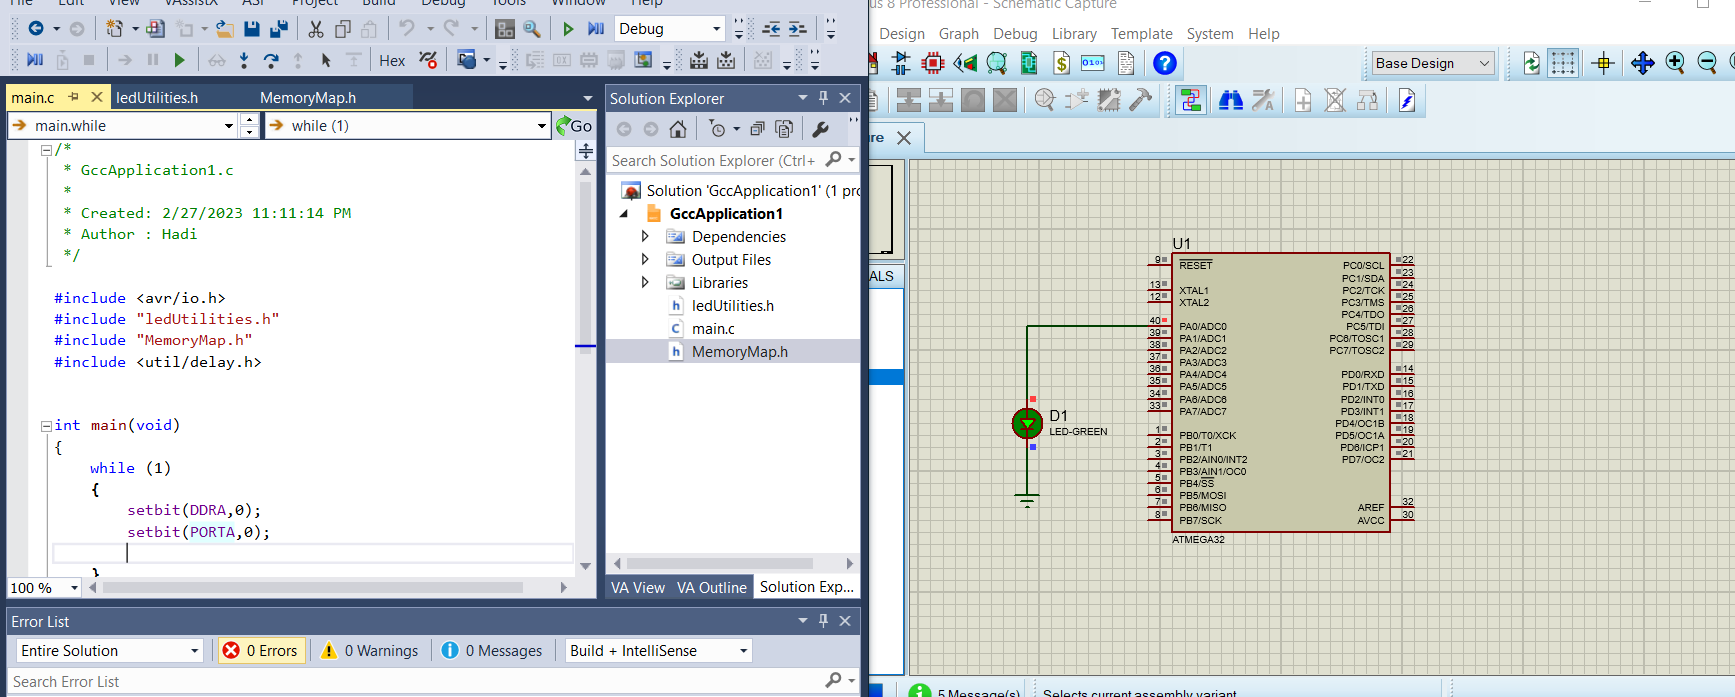 File Edit View VAssistX ASF Project Build Debug Tools Window Help
Debug
Hex
main.c
ledUtilities.h
MemoryMap.h
main.while
while (1)
Go
/*
* GccApplication1.c
*
* Created: 2/27/2023 11:11:14 PM
* Author : Hadi
*/
#include <avr/io.h>
#include "ledUtilities.h"
#include "MemoryMap.h"
#include <util/delay.h>
int main(void)
{
while (1)
{
setbit(DDRA,0);
setbit(PORTA,0);
}
100 %
Solution Explorer
Search Solution Explorer (Ctrl+
Solution 'GccApplication1' (1 pro
GccApplication1
Dependencies
Output Files
Libraries
ledUtilities.h
main.c
MemoryMap.h
VA View VA Outline Solution Exp...
Error List
Entire Solution
0 Errors
0 Warnings
0 Messages
Build + IntelliSense
Search Error List
us 8 Professional - Schematic Capture
Design Graph Debug Library Template System Help
Base Design
re
ALS
U1
9 RESET
13 XTAL1
12 XTAL2
40 PA0/ADC0
39 PA1/ADC1
38 PA2/ADC2
37 PA3/ADC3
36 PA4/ADC4
35 PA5/ADC5
34 PA6/ADC6
33 PA7/ADC7
1 PB0/T0/XCK
2 PB1/T1
3 PB2/AIN0/INT2
4 PB3/AIN1/OC0
5 PB4/SS
6 PB5/MOSI
7 PB6/MISO
8 PB7/SCK
PC0/SCL 22
PC1/SDA 23
PC2/TCK 24
PC3/TMS 25
PC4/TDO 26
PC5/TDI 27
PC6/TOSC1 28
PC7/TOSC2 29
PD0/RXD 14
PD1/TXD 15
PD2/INT0 16
PD3/INT1 17
PD4/OC1B 18
PD5/OC1A 19
PD6/ICP1 20
PD7/OC2 21
AREF 32
AVCC 30
ATMEGA32
D1
LED-GREEN
5 Message(s)
Selects current assembly variant